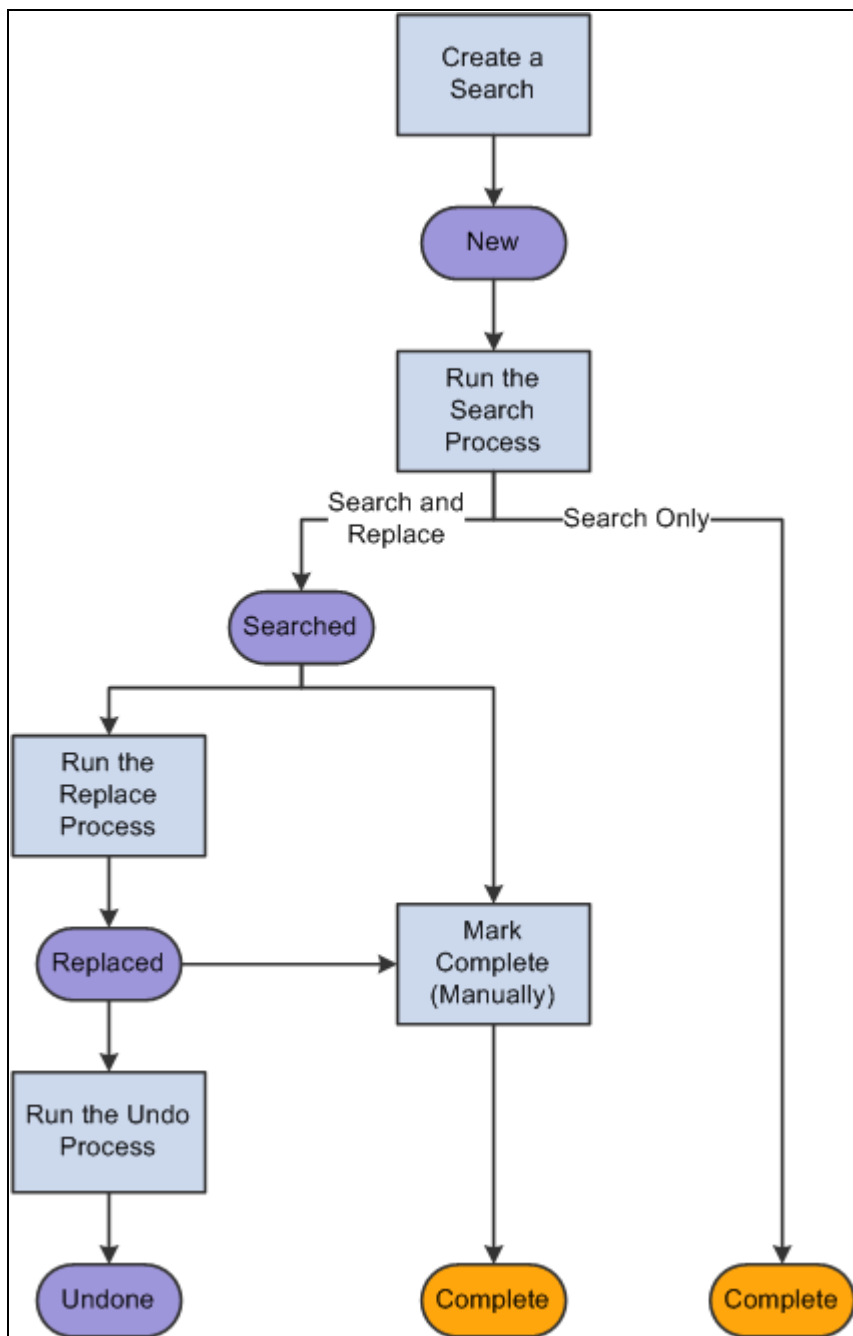 Create a
Search
New
Run the
Search
Process
Search and
Replace
Search Only
Searched
Run the
Replace
Process
Replaced
Mark
Complete
(Manually)
Run the Undo
Process
Undone
Complete
Complete